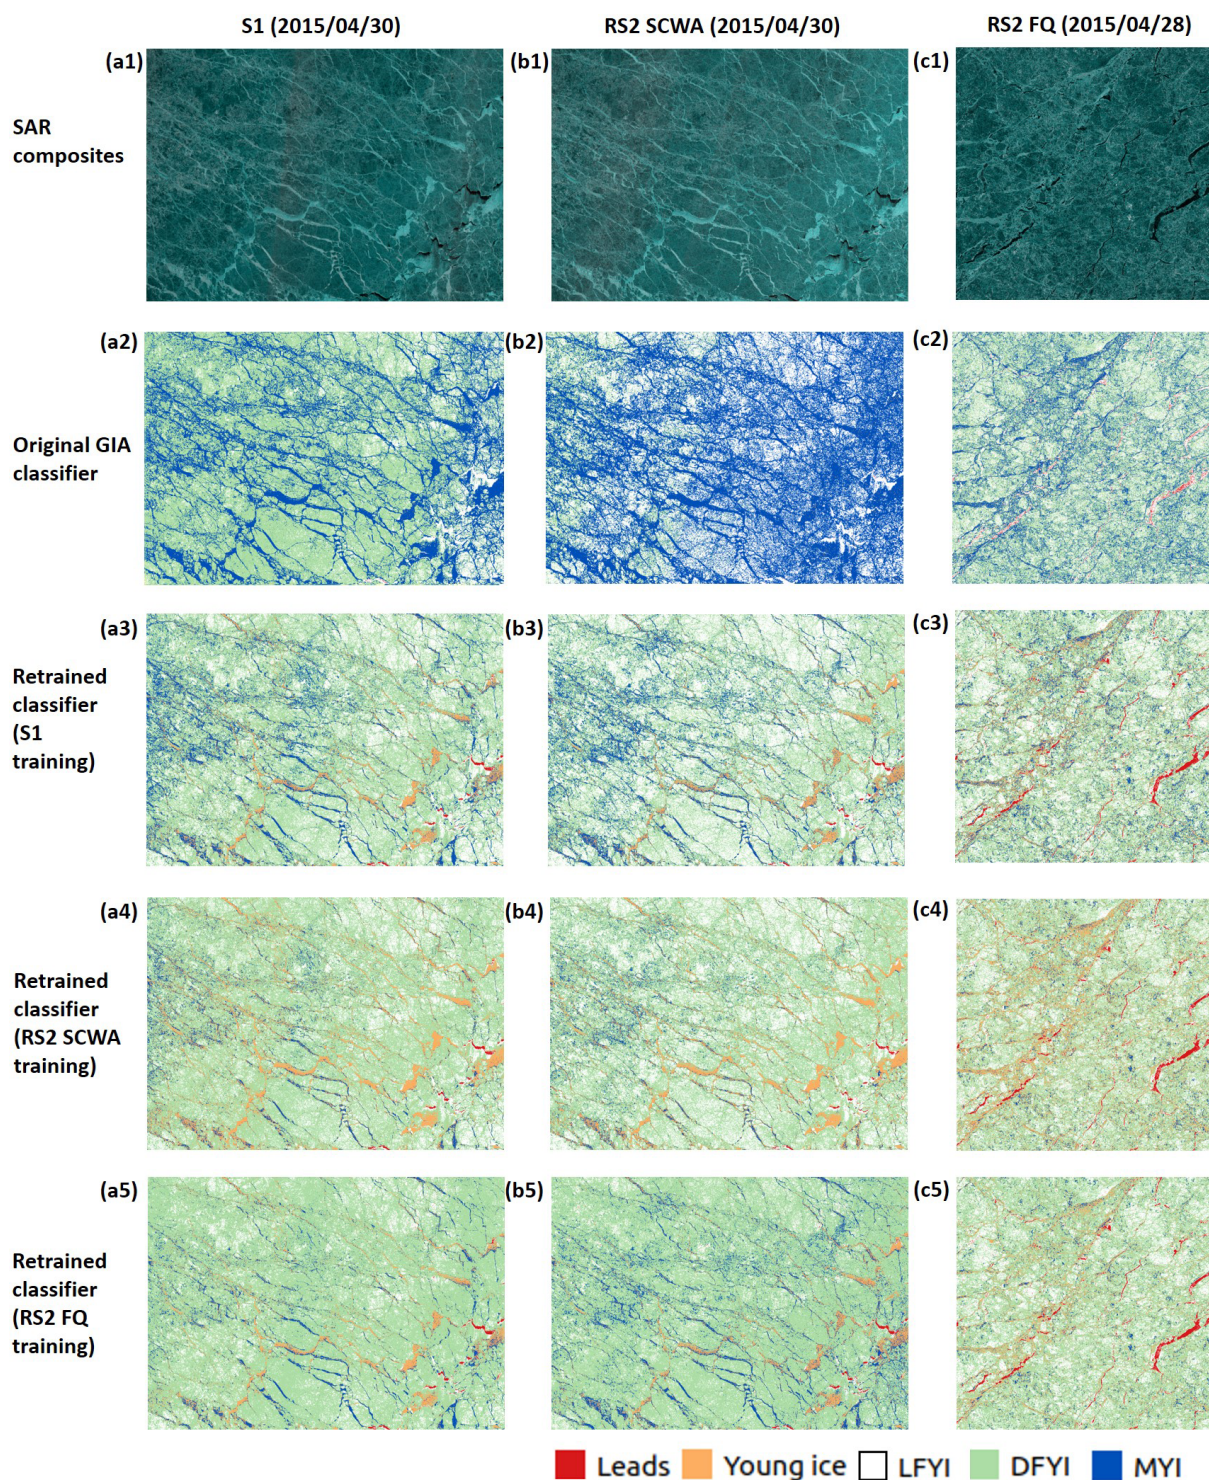 S1 (2015/04/30) RS2 SCWA (2015/04/30) RS2 FQ (2015/04/28)
(a1) (b1) (c1)
SAR
composites
(a2) (b2) (c2)
Original GIA
classifier
(a3) (b3) (c3)
Retrained
classifier
(S1
training)
(a4) (b4) (c4)
Retrained
classifier
(RS2 SCWA
training)
(a5) (b5) (c5)
Retrained
classifier
(RS2 FQ
training)
Leads Young ice LFYI DFYI MYI